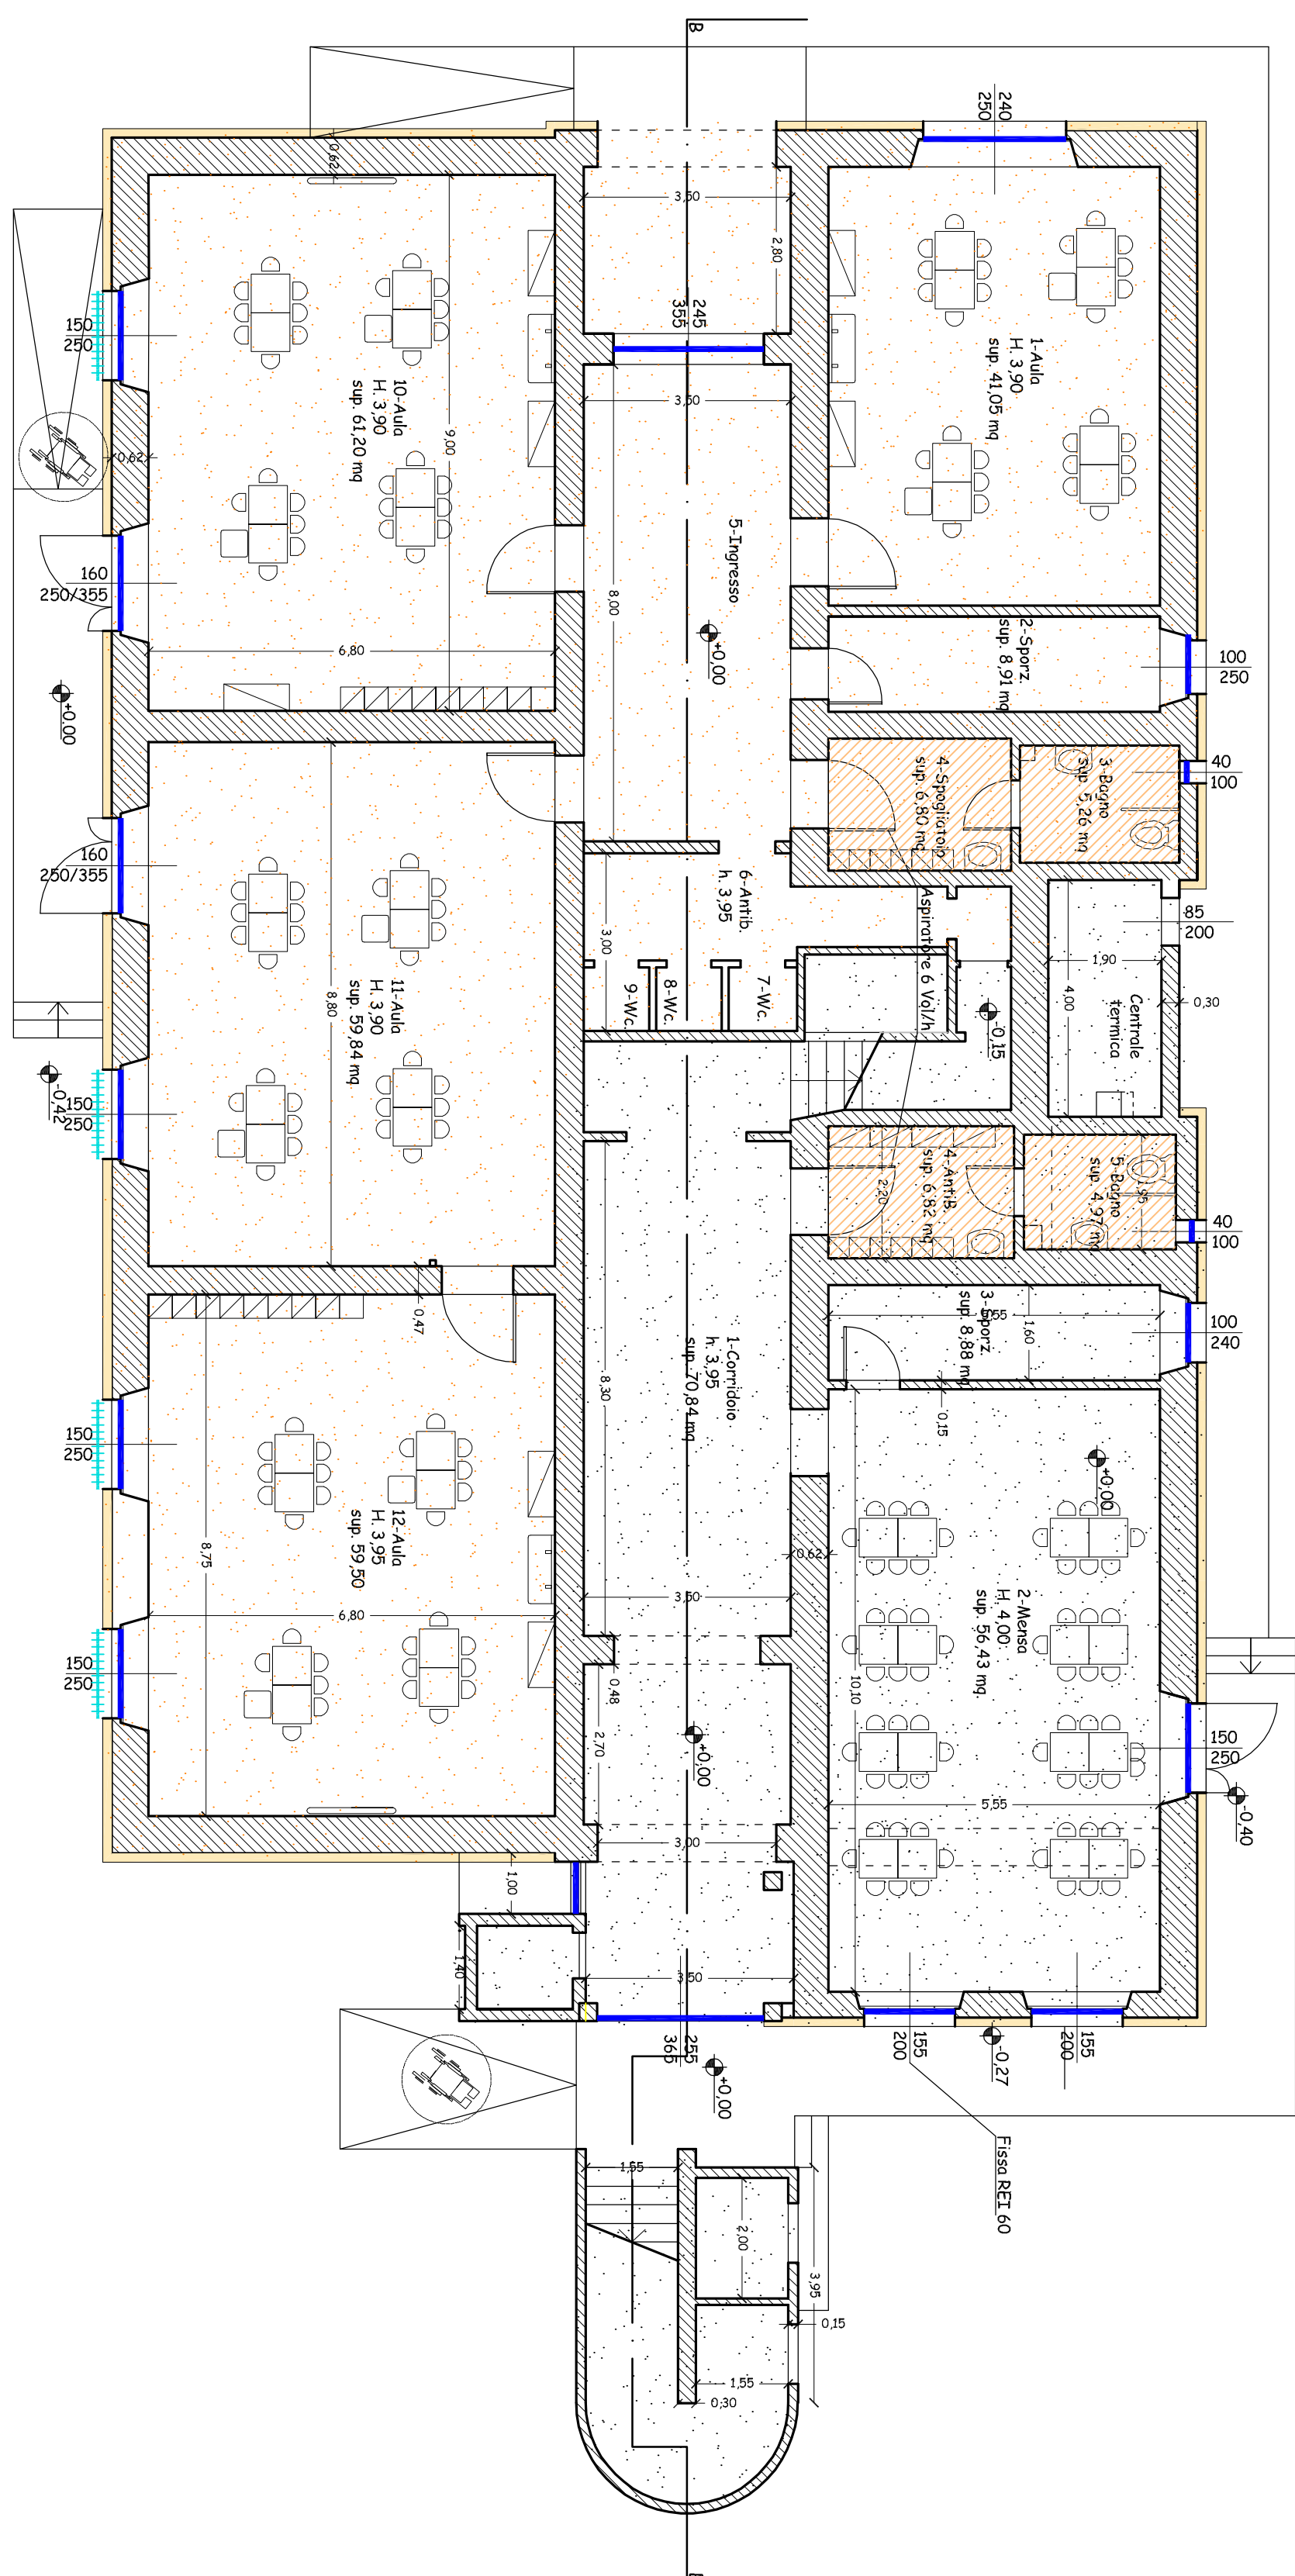 B
240
250
0,62
3,50
2,80
245
355
3,50
1-Aula
H. 3,90
sup. 41,05 mq
150
250
10-Aula
H. 3,90
sup. 61,20 mq
9,00
0,62
5-Ingresso
+0,00
8,00
160
250/355
6,80
2-Sporz.
sup. 8,91 mq
100
250
+0.00
3-Bagno
sup. 5,26 mq
40
100
4-Spogliatoio
sup. 6,80 mq
160
250/355
6-Antib.
h. 3,95
Aspiratore 6 Vol/h
85
200
3,00
1,90
4,00
0,30
Centrale
termica
7-Wc.
8-Wc.
9-Wc.
-0,15
11-Aula
H. 3,90
sup. 59,84 mq
8,80
-0,42
150
250
4-AntiB.
sup. 6,82 mq
2,20
5-Bagno
sup. 4,97 mq
1,95
40
100
0,47
3-Sporz.
sup. 8,88 mq
5,55
1,60
100
240
1-Corridoio
h. 3,95
sup. 70,84 mq
8,30
0,15
+0,00
150
250
12-Aula
H. 3,95
sup. 59,50
8,75
6,80
0,62
3,50
2-Mensa
H. 4,00
sup. 56,43 mq.
10,10
150
250
0,48
2,70
+0,00
150
250
-0,40
5,55
3,00
1,00
1,40
3,50
255
365
+0,00
155
200
155
200
-0,27
Fissa REI 60
1,55
2,00
3,95
0,15
1,55
0,30